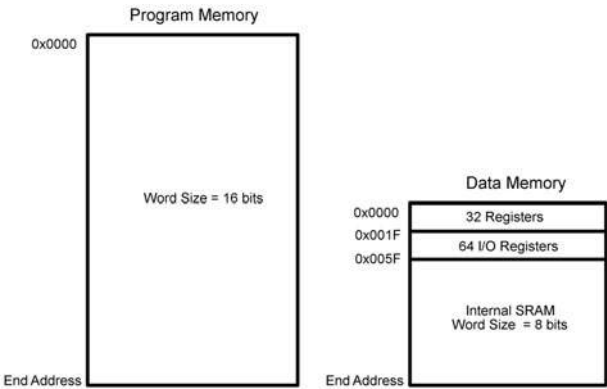 Program Memory
0x0000
Word Size = 16 bits
End Address
Data Memory
0x0000
32 Registers
0x001F
64 I/O Registers
0x005F
Internal SRAM
Word Size = 8 bits
End Address